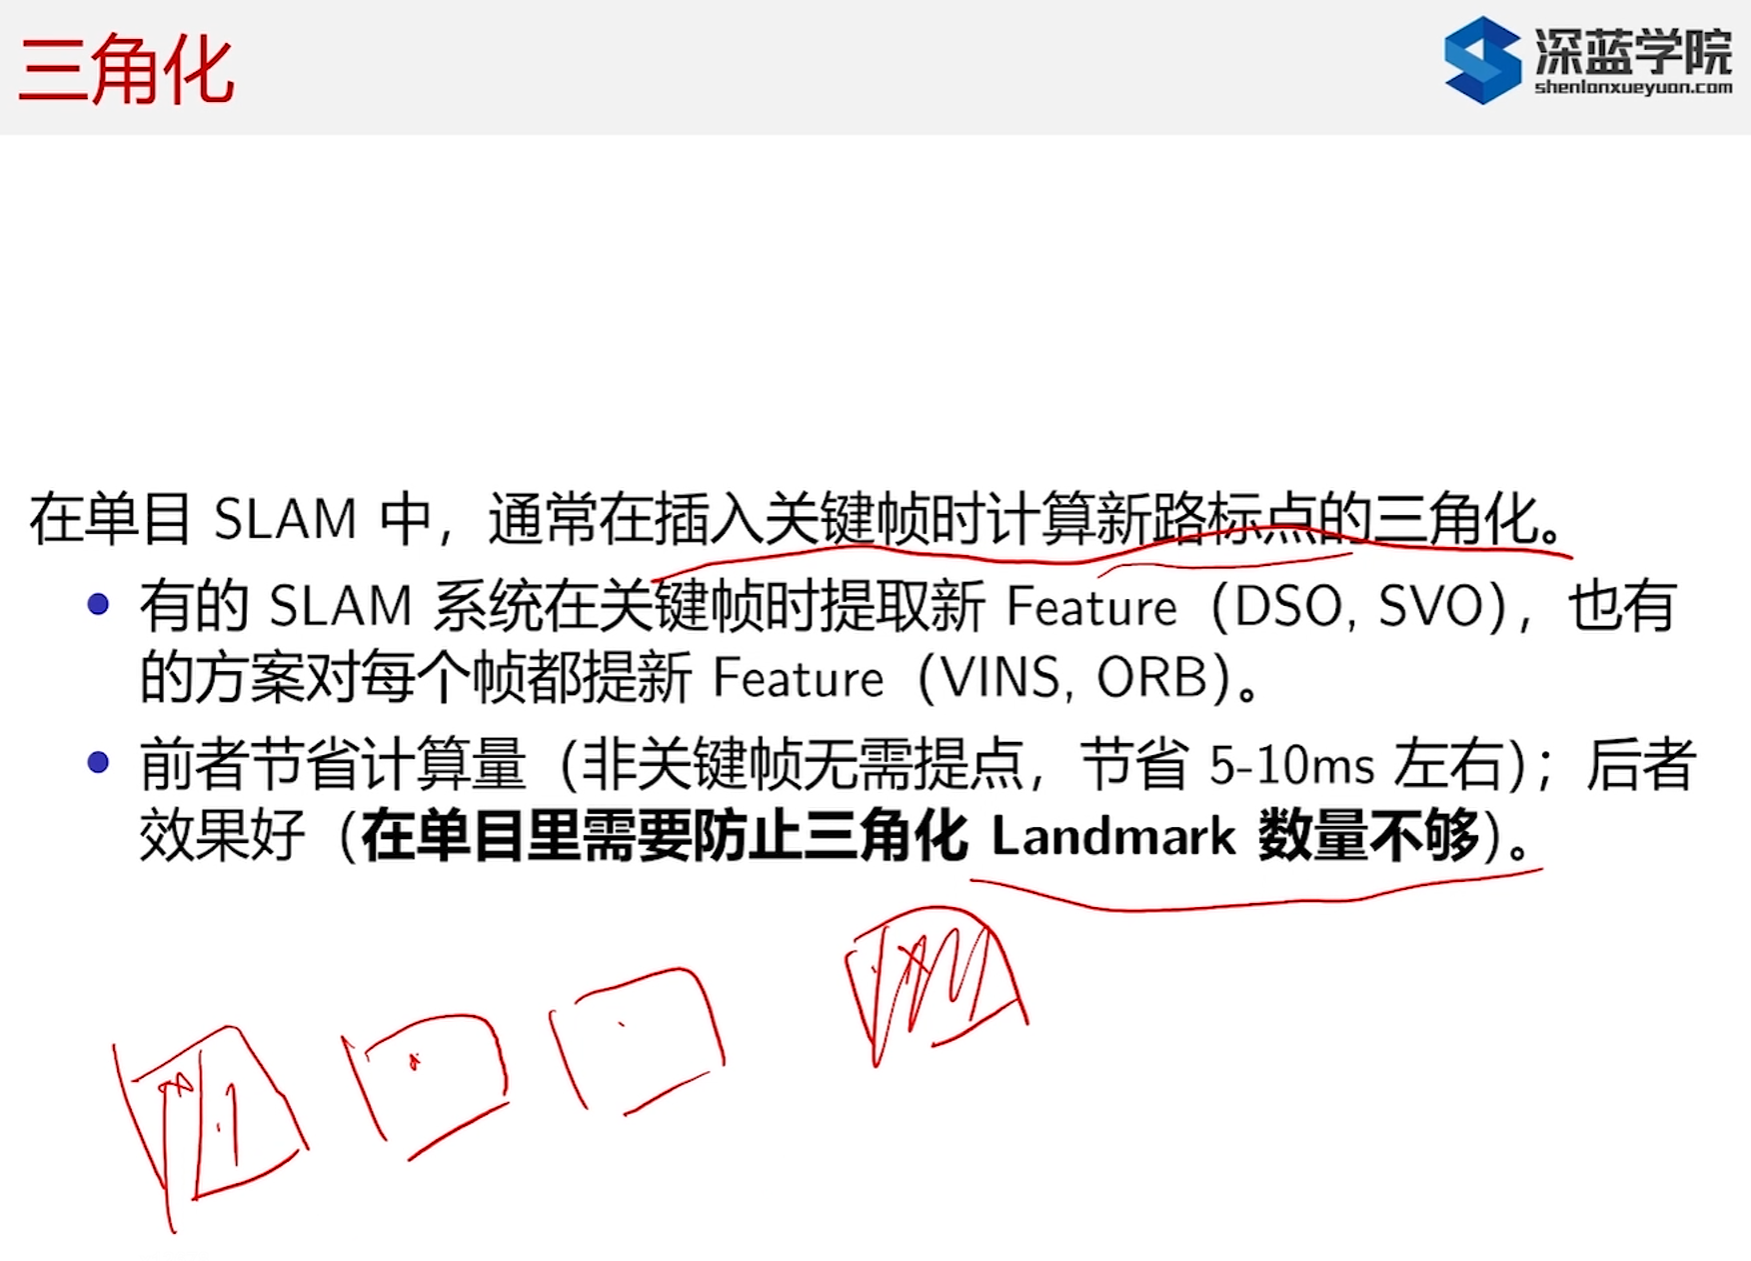 三角化
深蓝学院
shenlanxueyuan.com
在单目 SLAM 中，通常在插入关键帧时计算新路标点的三角化。
有的 SLAM 系统在关键帧时提取新 Feature（DSO, SVO），也有
的方案对每个帧都提新 Feature（VINS, ORB）。
前者节省计算量（非关键帧无需提点，节省 5-10ms 左右）；后者
效果好（在单目里需要防止三角化 Landmark 数量不够）。